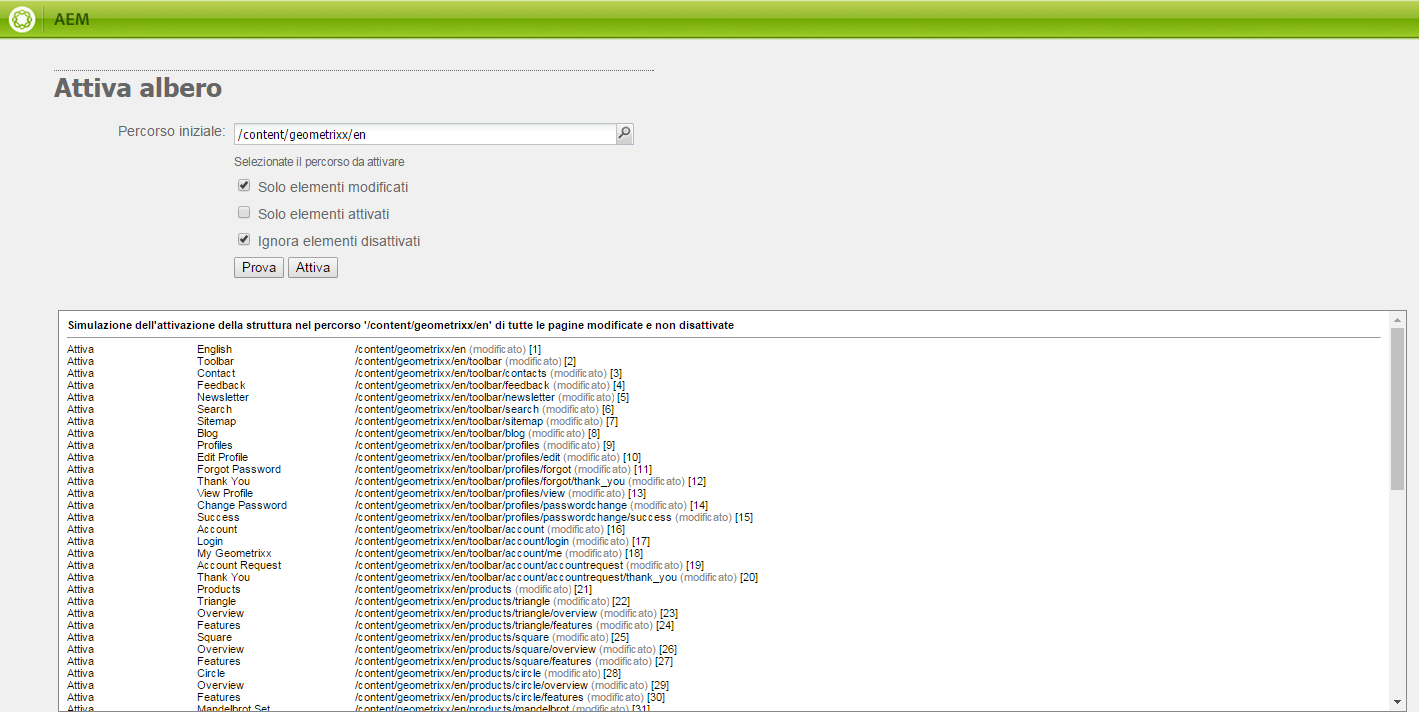 AEM
Attiva albero
Percorso iniziale: /content/geometrixx/en
Selezionate il percorso da attivare
Solo elementi modificati
Solo elementi attivati
Ignora elementi disattivati
Prova Attiva
Simulazione dell'attivazione della struttura nel percorso '/content/geometrixx/en' di tutte le pagine modificate e non disattivate
Attiva English /content/geometrixx/en (modificato) [1]
Attiva Toolbar /content/geometrixx/en/toolbar (modificato) [2]
Attiva Contact /content/geometrixx/en/toolbar/contacts (modificato) [3]
Attiva Feedback /content/geometrixx/en/toolbar/feedback (modificato) [4]
Attiva Newsletter /content/geometrixx/en/toolbar/newsletter (modificato) [5]
Attiva Search /content/geometrixx/en/toolbar/search (modificato) [6]
Attiva Sitemap /content/geometrixx/en/toolbar/sitemap (modificato) [7]
Attiva Blog /content/geometrixx/en/toolbar/blog (modificato) [8]
Attiva Profiles /content/geometrixx/en/toolbar/profiles (modificato) [9]
Attiva Edit Profile /content/geometrixx/en/toolbar/profiles/edit (modificato) [10]
Attiva Forgot Password /content/geometrixx/en/toolbar/profiles/forgot (modificato) [11]
Attiva Thank You /content/geometrixx/en/toolbar/profiles/forgot/thank_you (modificato) [12]
Attiva View Profile /content/geometrixx/en/toolbar/profiles/view (modificato) [13]
Attiva Change Password /content/geometrixx/en/toolbar/profiles/passwordchange (modificato) [14]
Attiva Success /content/geometrixx/en/toolbar/profiles/passwordchange/success (modificato) [15]
Attiva Account /content/geometrixx/en/toolbar/account (modificato) [16]
Attiva Login /content/geometrixx/en/toolbar/account/login (modificato) [17]
Attiva My Geometrixx /content/geometrixx/en/toolbar/account/me (modificato) [18]
Attiva Account Request /content/geometrixx/en/toolbar/account/accountrequest (modificato) [19]
Attiva Thank You /content/geometrixx/en/toolbar/account/accountrequest/thank_you (modificato) [20]
Attiva Products /content/geometrixx/en/products (modificato) [21]
Attiva Triangle /content/geometrixx/en/products/triangle (modificato) [22]
Attiva Overview /content/geometrixx/en/products/triangle/overview (modificato) [23]
Attiva Features /content/geometrixx/en/products/triangle/features (modificato) [24]
Attiva Square /content/geometrixx/en/products/square (modificato) [25]
Attiva Overview /content/geometrixx/en/products/square/overview (modificato) [26]
Attiva Features /content/geometrixx/en/products/square/features (modificato) [27]
Attiva Circle /content/geometrixx/en/products/circle (modificato) [28]
Attiva Overview /content/geometrixx/en/products/circle/overview (modificato) [29]
Attiva Features /content/geometrixx/en/products/circle/features (modificato) [30]
Attiva Mandelbrot Set /content/geometrixx/en/products/mandelbrot (modificato) [31]